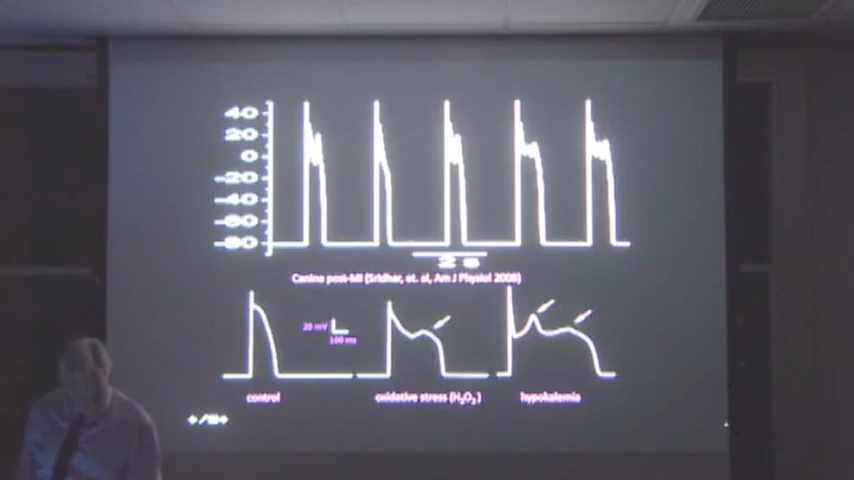 40
20
0
-20
-40
-60
-80
2 s
Canine post-MI (Sridhar, et. al, Am J Physiol 2008)
20 mV
100 ms
control
oxidative stress (H₂O₂)
hypokalemia